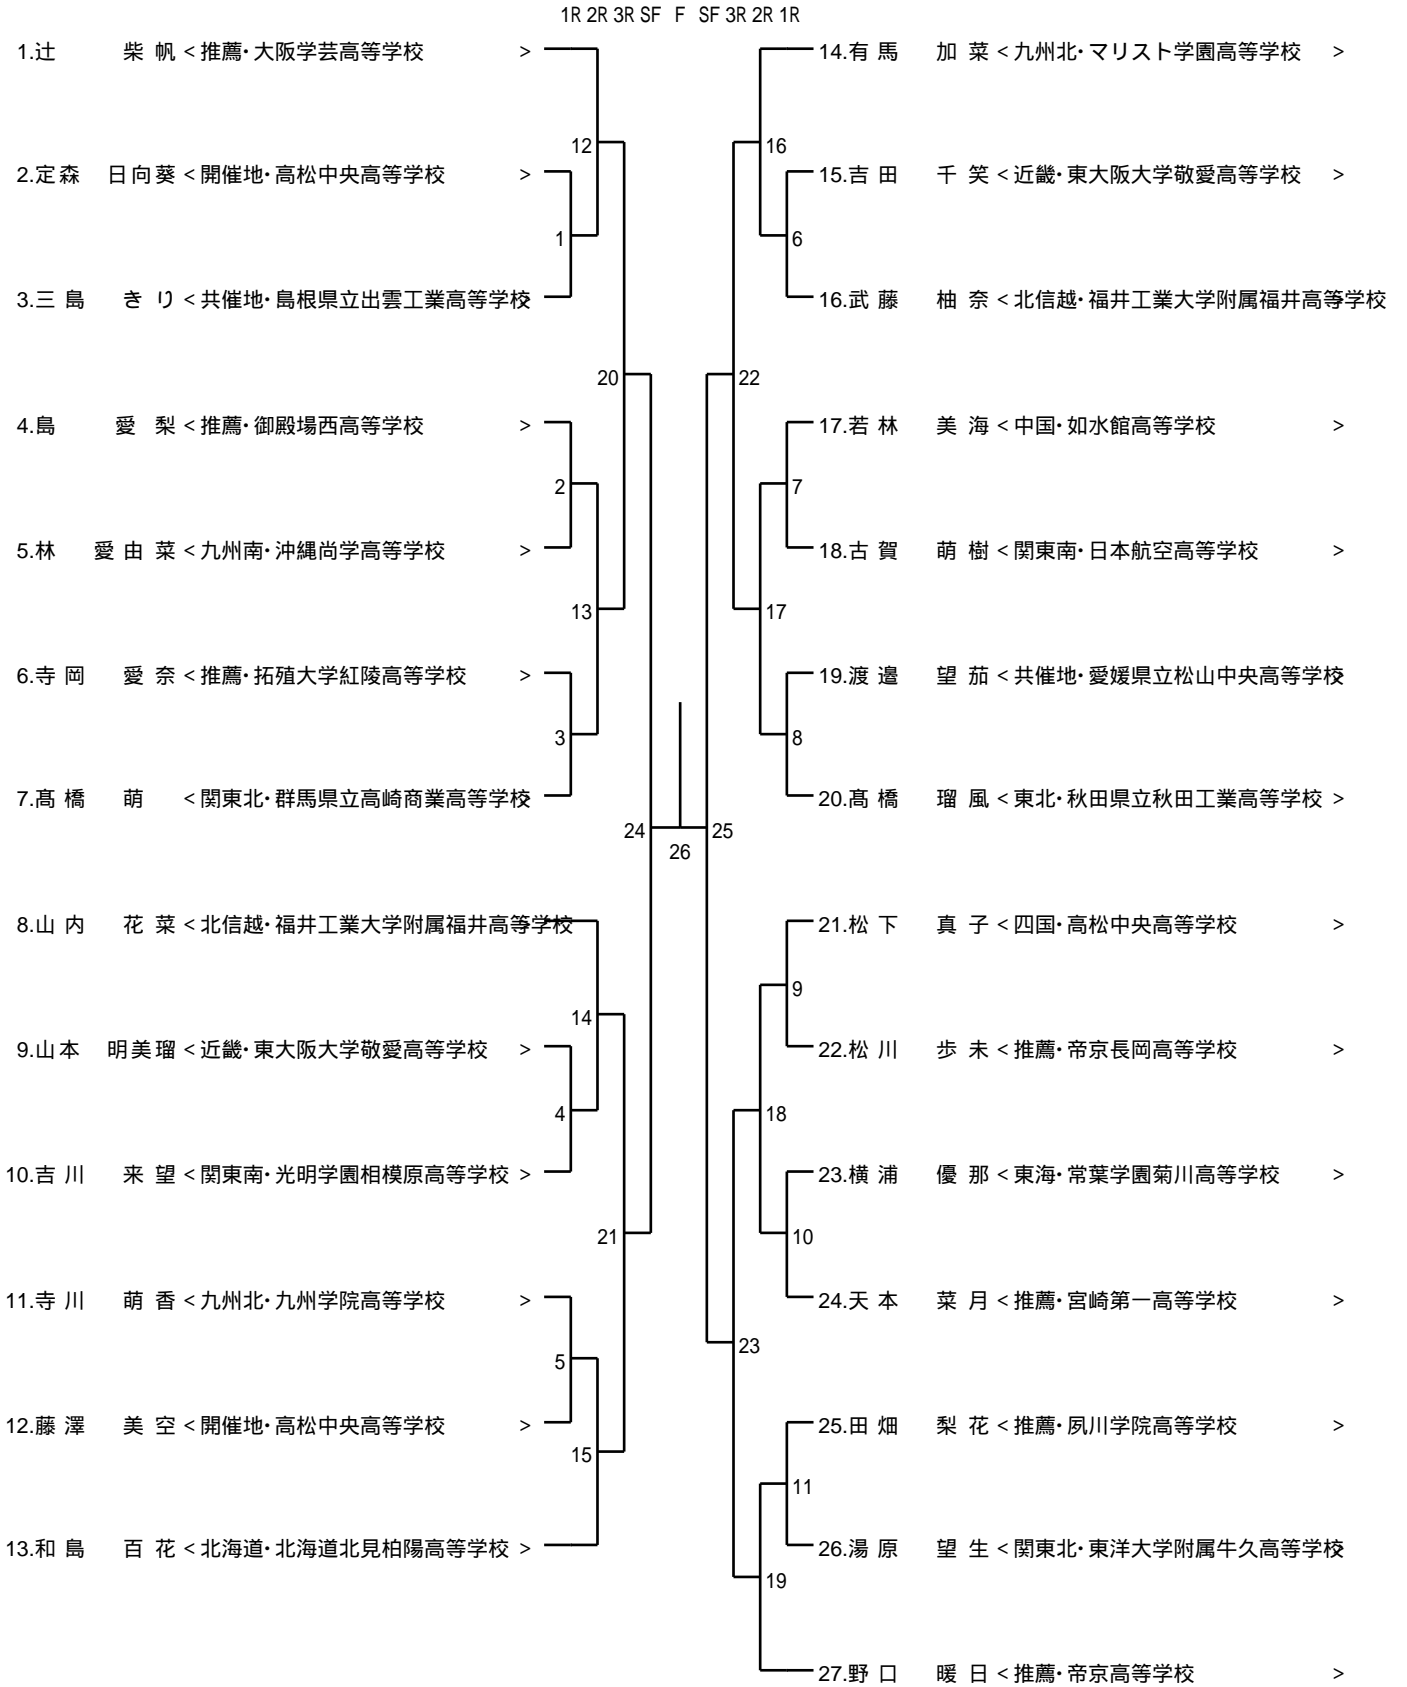 1R 2R 3R SF F SF 3R 2R 1R
1.辻 柴帆 < 推薦・大阪学芸高等学校 >
2.定森 日向葵 < 開催地・高松中央高等学校 >
3.三島 きり < 共催地・島根県立出雲工業高等学校 >
4.島 愛梨 < 推薦・御殿場西高等学校 >
5.林 愛由菜 < 九州南・沖縄尚学高等学校 >
6.寺岡 愛奈 < 推薦・拓殖大学紅陵高等学校 >
7.髙橋 萌 < 関東北・群馬県立高崎商業高等学校 >
8.山内 花菜 < 北信越・福井工業大学附属福井高等学校 >
9.山本 明美瑠 < 近畿・東大阪大学敬愛高等学校 >
10.吉川 来望 < 関東南・光明学園相模原高等学校 >
11.寺川 萌香 < 九州北・九州学院高等学校 >
12.藤澤 美空 < 開催地・高松中央高等学校 >
13.和島 百花 < 北海道・北海道北見柏陽高等学校 >
12
1
20
2
13
3
24
26
14
4
21
5
15
14.有馬 加菜 < 九州北・マリスト学園高等学校 >
15.吉田 千笑 < 近畿・東大阪大学敬愛高等学校 >
16.武藤 柚奈 < 北信越・福井工業大学附属福井高等学校 >
17.若林 美海 < 中国・如水館高等学校 >
18.古賀 萌樹 < 関東南・日本航空高等学校 >
19.渡邉 望茄 < 共催地・愛媛県立松山中央高等学校 >
20.髙橋 瑠風 < 東北・秋田県立秋田工業高等学校 >
21.松下 真子 < 四国・高松中央高等学校 >
22.松川 歩未 < 推薦・帝京長岡高等学校 >
23.横浦 優那 < 東海・常葉学園菊川高等学校 >
24.天本 菜月 < 推薦・宮崎第一高等学校 >
25.田畑 梨花 < 推薦・夙川学院高等学校 >
26.湯原 望生 < 関東北・東洋大学附属牛久高等学校 >
27.野口 暖日 < 推薦・帝京高等学校 >
16
6
22
7
17
8
25
9
18
10
23
11
19